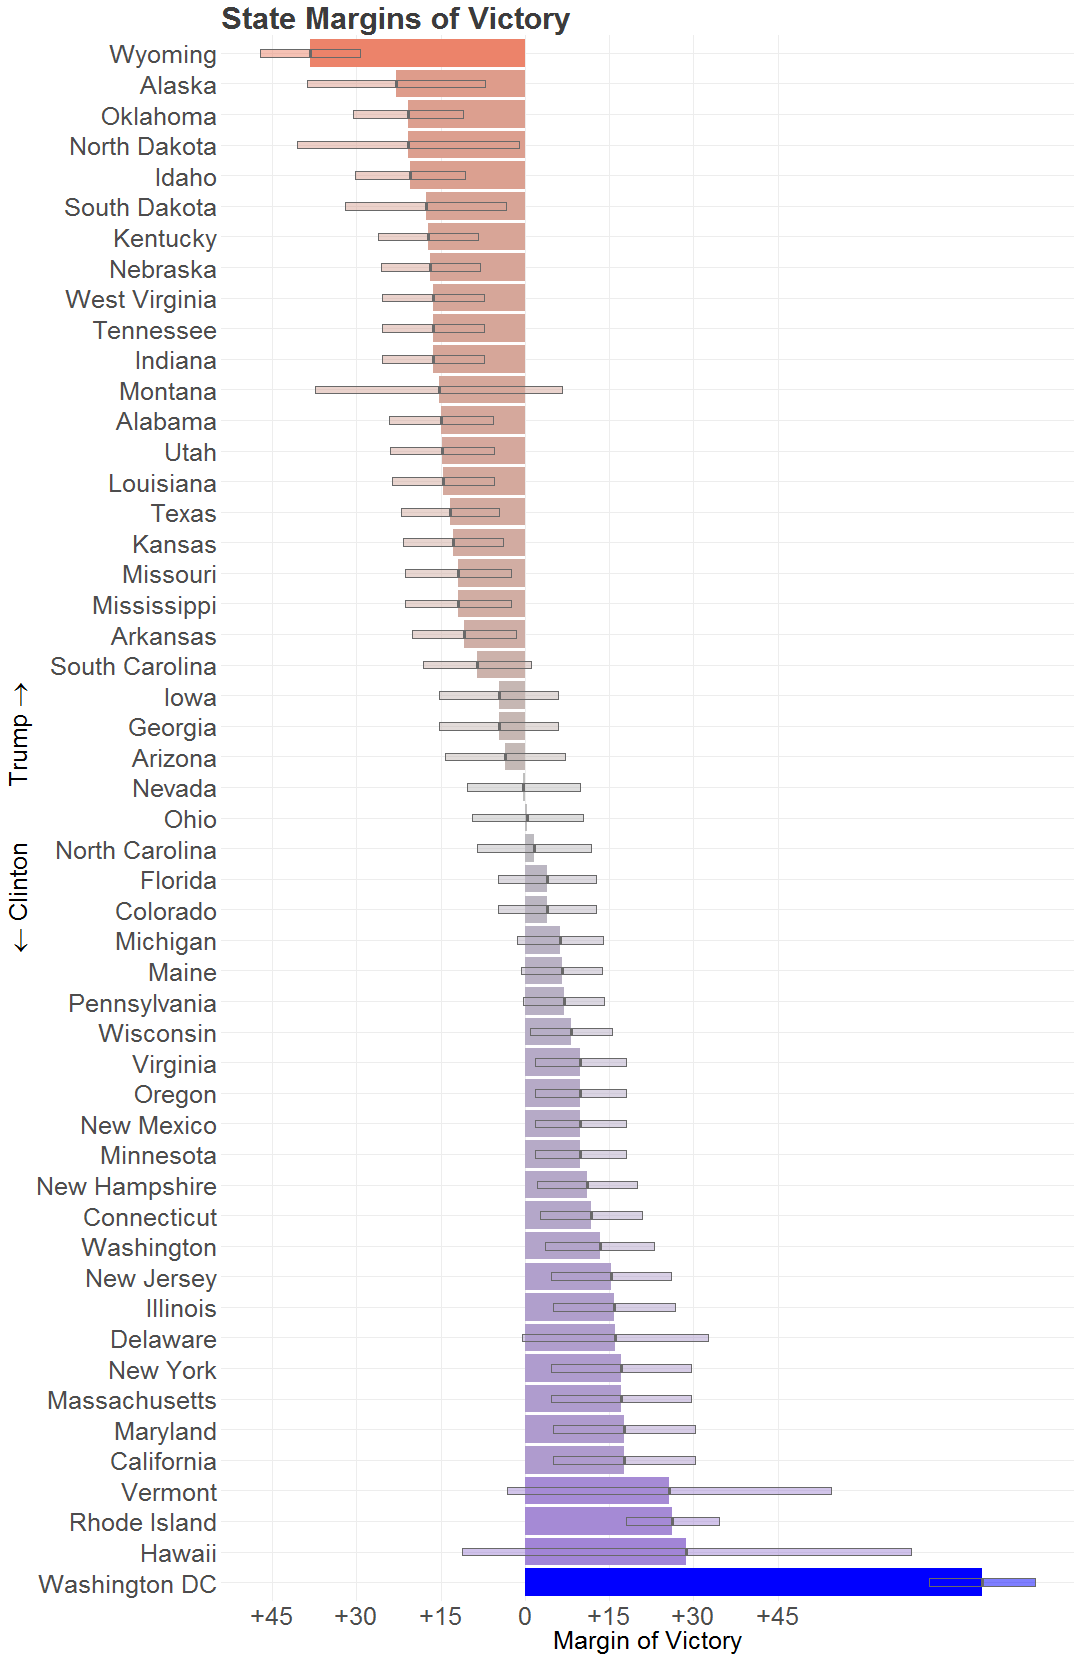 State Margins of Victory
Wyoming
Alaska
Oklahoma
North Dakota
Idaho
South Dakota
Kentucky
Nebraska
West Virginia
Tennessee
Indiana
Montana
Alabama
Utah
Louisiana
Texas
Kansas
Missouri
Mississippi
Arkansas
South Carolina
Iowa
Georgia
Arizona
Nevada
Ohio
North Carolina
Florida
Colorado
Michigan
Maine
Pennsylvania
Wisconsin
Virginia
Oregon
New Mexico
Minnesota
New Hampshire
Connecticut
Washington
New Jersey
Illinois
Delaware
New York
Massachusetts
Maryland
California
Vermont
Rhode Island
Hawaii
Washington DC
← Clinton Trump →
+45 +30 +15 0 +15 +30 +45
Margin of Victory